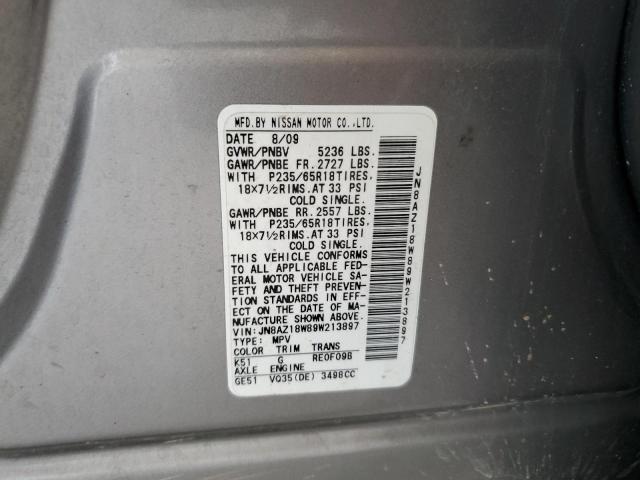 MFD.BY NISSAN MOTOR CO.,LTD.
DATE 8/09
GVWR/PNBV 5236 LBS.
GAWR/PNBE FR. 2727 LBS.
WITH P235/65R18TIRES,
18X7½RIMS. AT 33 PSI
COLD SINGLE.
GAWR/PNBE RR. 2557 LBS.
WITH P235/65R18TIRES,
18X7½RIMS. AT 33 PSI
COLD SINGLE.
THIS VEHICLE CONFORMS
TO ALL APPLICABLE FED-
ERAL MOTOR VEHICLE SA-
FETY AND THEFT PREVEN-
TION STANDARDS IN EFF-
ECT ON THE DATE OF MA-
NUFACTURE SHOWN ABOVE.
VIN: JN8AZ18W89W213897
TYPE: MPV
COLOR TRIM TRANS
K51 G RE0F09B
AXLE ENGINE
GE51 VQ35(DE) 3498CC
JN8AZ18W89W213897